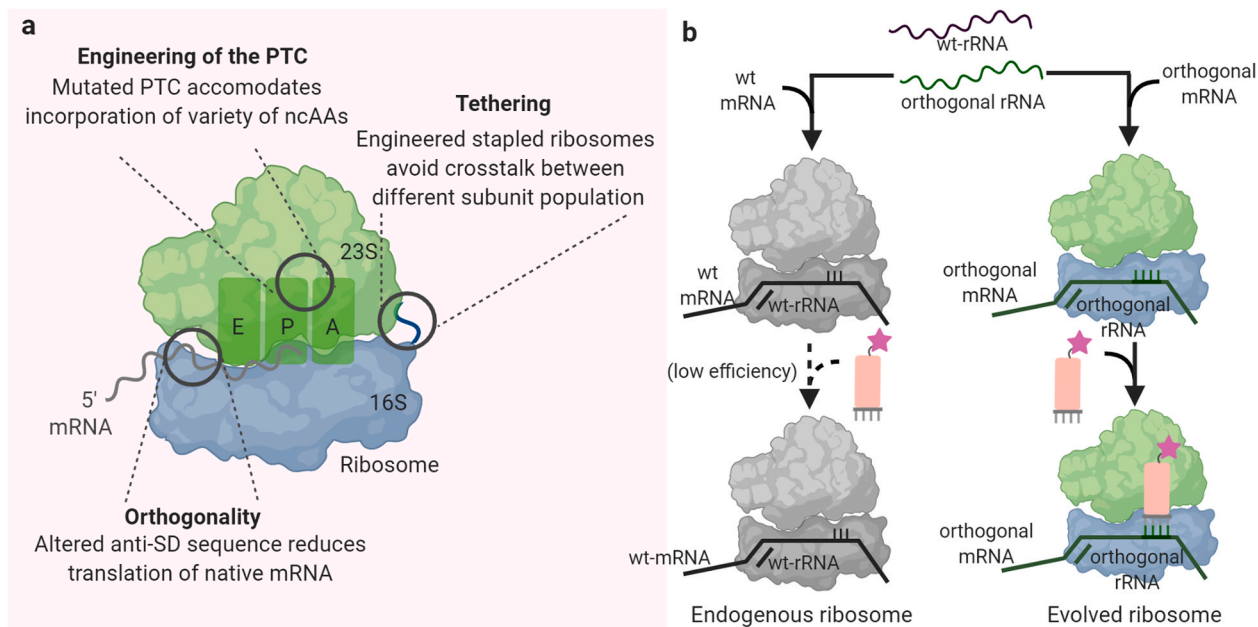 a
Engineering of the PTC
Mutated PTC accomodates
incorporation of variety of ncAAs
Tethering
Engineered stapled ribosomes
avoid crosstalk between
different subunit population
23S
E P A
5'
mRNA
16S
Ribosome
Orthogonality
Altered anti-SD sequence reduces
translation of native mRNA
b
wt-rRNA
wt
mRNA
orthogonal rRNA
orthogonal
mRNA
wt
mRNA
wt-rRNA
orthogonal
mRNA
orthogonal
rRNA
(low efficiency)
wt-mRNA
wt-rRNA
orthogonal
mRNA
orthogonal
rRNA
Endogenous ribosome
Evolved ribosome